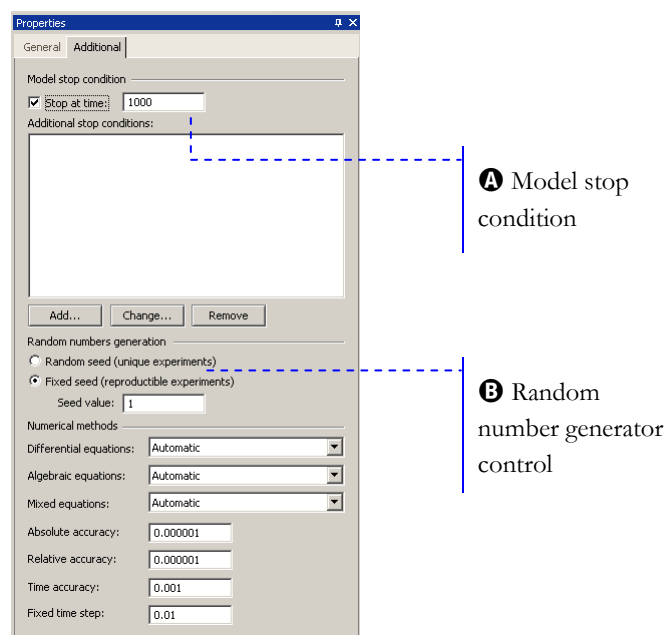 Properties
General Additional
Model stop condition
Stop at time: 1000
Additional stop conditions:
Add... Change... Remove
Random numbers generation
Random seed (unique experiments)
Fixed seed (reproductible experiments)
Seed value: 1
Numerical methods
Differential equations: Automatic
Algebraic equations: Automatic
Mixed equations: Automatic
Absolute accuracy: 0.000001
Relative accuracy: 0.000001
Time accuracy: 0.001
Fixed time step: 0.01
A Model stop
condition
B Random
number generator
control